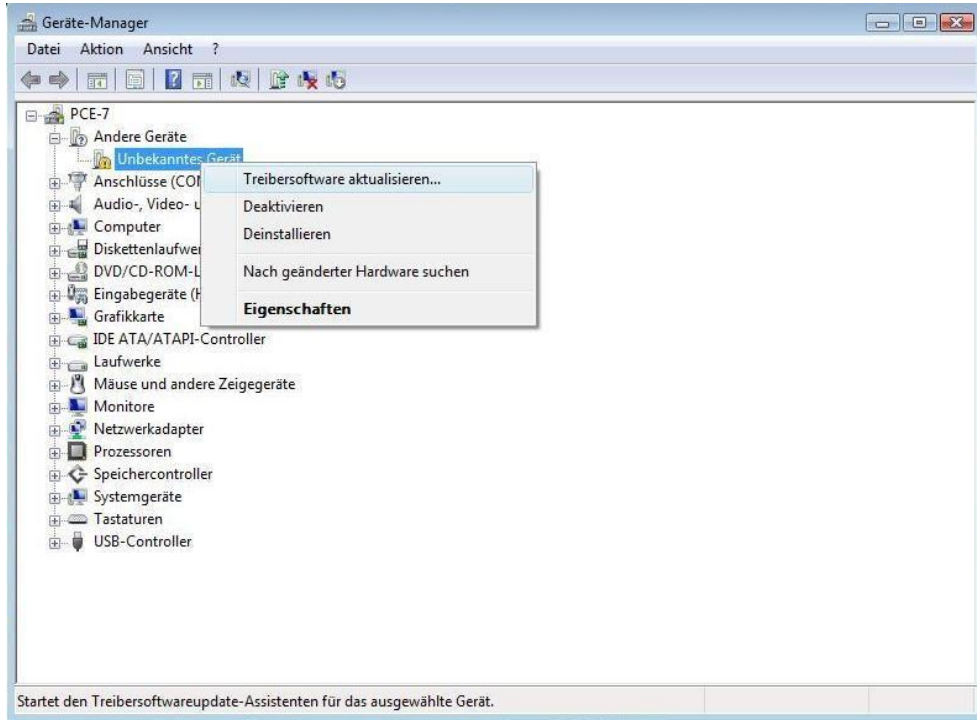 Geräte-Manager
Datei Aktion Ansicht ?
PCE-7
Andere Geräte
Unbekanntes Gerät
Anschlüsse (COM
Audio-, Video- u
Computer
Diskettenlaufwe
DVD/CD-ROM-L
Eingabegeräte (H
Grafikkarte
IDE ATA/ATAPI-Controller
Laufwerke
Mäuse und andere Zeigegeräte
Monitore
Netzwerkadapter
Prozessoren
Speichercontroller
Systemgeräte
Tastaturen
USB-Controller
Treibersoftware aktualisieren...
Deaktivieren
Deinstallieren
Nach geänderter Hardware suchen
Eigenschaften
Startet den Treibersoftwareupdate-Assistenten für das ausgewählte Gerät.